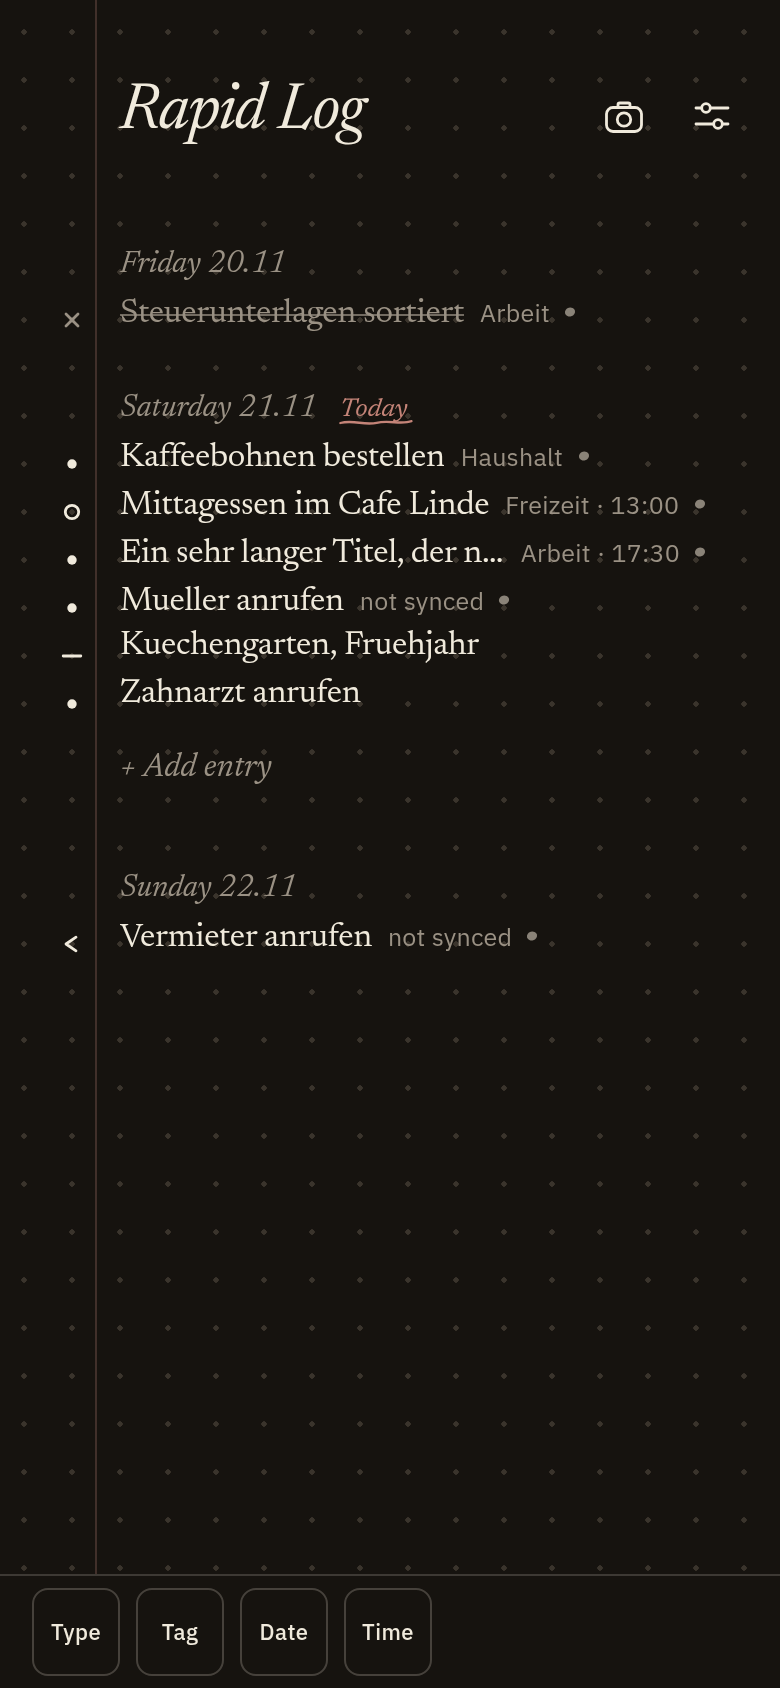 Rapid Log
Friday 20.11
× Steuerunterlagen sortiert Arbeit
Saturday 21.11 Today
Kaffeebohnen bestellen Haushalt
Mittagessen im Cafe Linde Freizeit · 13:00
Ein sehr langer Titel, der n... Arbeit · 17:30
Mueller anrufen not synced
Kuechengarten, Fruehjahr
Zahnarzt anrufen
+ Add entry
Sunday 22.11
< Vermieter anrufen not synced
Type Tag Date Time